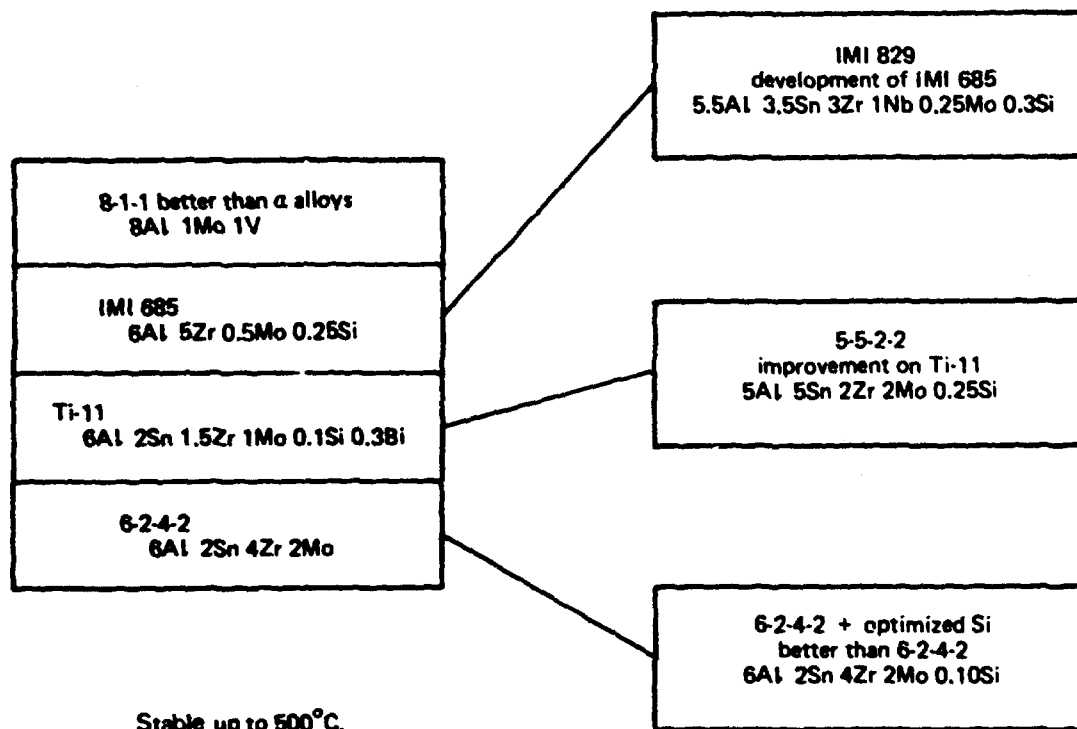 8-1-1 better than α alloys
8Al 1Mo 1V
IMI 685
6Al 5Zr 0.5Mo 0.25Si
Ti-11
6Al 2Sn 1.5Zr 1Mo 0.1Si 0.3Bi
6-2-4-2
6Al 2Sn 4Zr 2Mo
Stable up to 500°C.
IMI 829
development of IMI 685
5.5Al 3.5Sn 3Zr 1Nb 0.25Mo 0.3Si
5-5-2-2
improvement on Ti-11
5Al 5Sn 2Zr 2Mo 0.25Si
6-2-4-2 + optimized Si
better than 6-2-4-2
6Al 2Sn 4Zr 2Mo 0.10Si